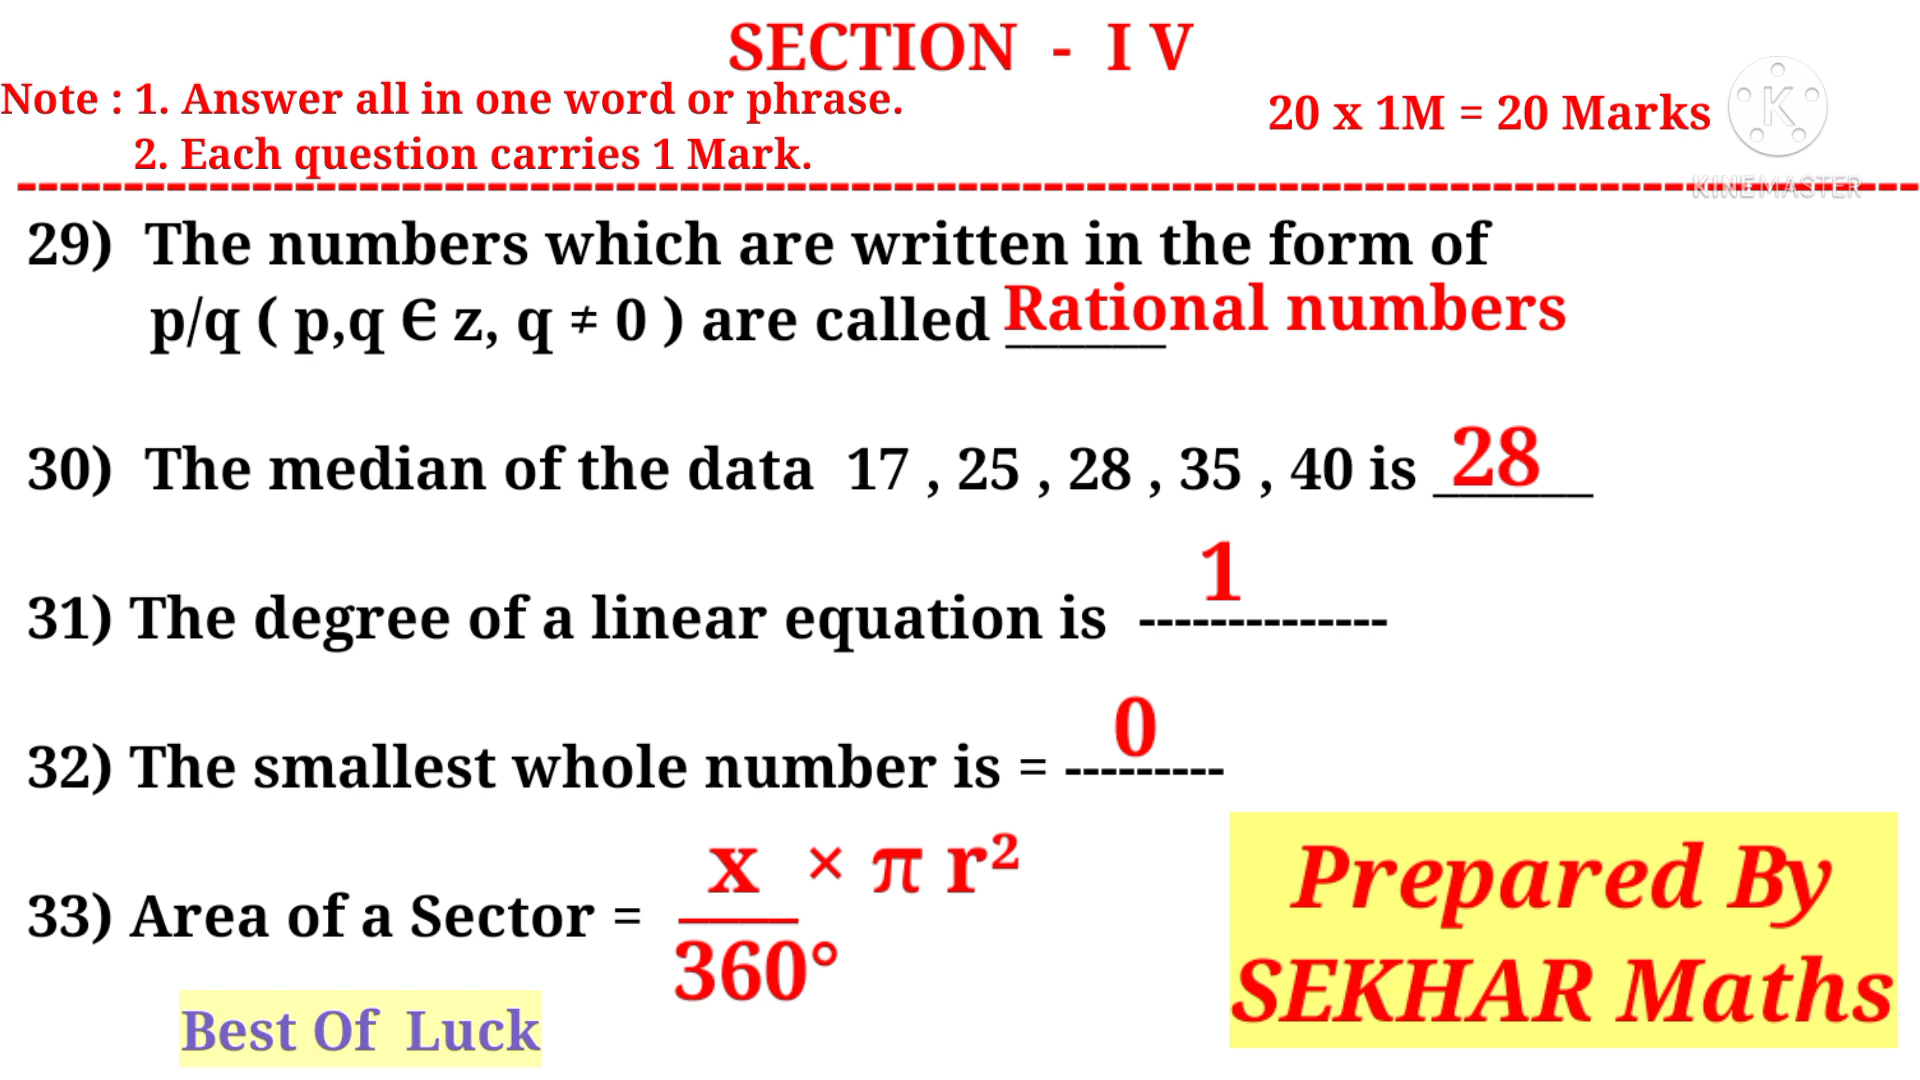 SECTION - I V
Note : 1. Answer all in one word or phrase.
20 x 1M = 20 Marks
2. Each question carries 1 Mark.
K
KINEMASTER
29) The numbers which are written in the form of
p/q ( p,q Є z, q ≠ 0 ) are called ______ Rational numbers
30) The median of the data 17 , 25 , 28 , 35 , 40 is ______ 28
31) The degree of a linear equation is -------------- 1
32) The smallest whole number is = --------- 0
x × π r²
33) Area of a Sector = ____
360°
Prepared By
SEKHAR Maths
Best Of Luck